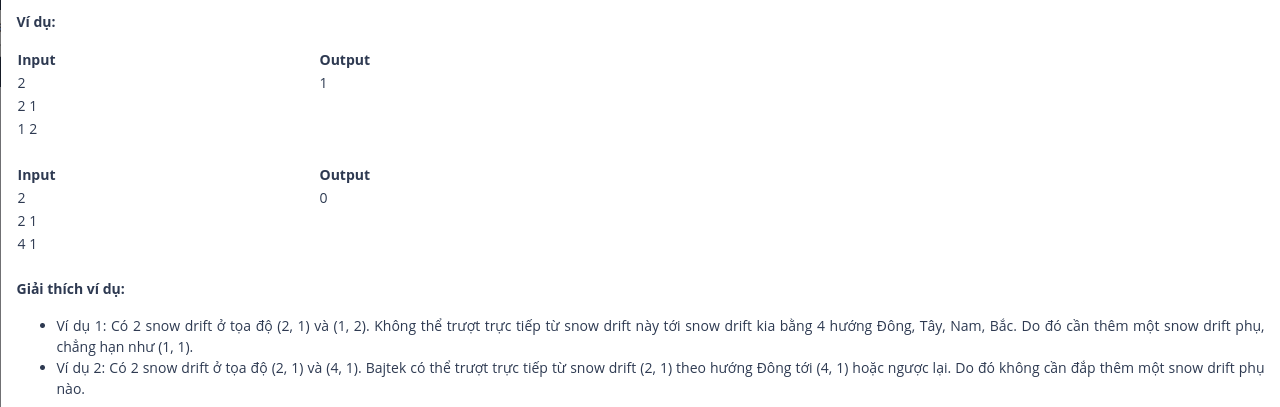 Ví dụ:
Input Output
2 1
2 1
1 2
Input Output
2 0
2 1
4 1
Giải thích ví dụ:
• Ví dụ 1: Có 2 snow drift ở tọa độ (2, 1) và (1, 2). Không thể trượt trực tiếp từ snow drift này tới snow drift kia bằng 4 hướng Đông, Tây, Nam, Bắc. Do đó cần thêm một snow drift phụ,
chẳng hạn như (1, 1).
• Ví dụ 2: Có 2 snow drift ở tọa độ (2, 1) và (4, 1). Bajtek có thể trượt trực tiếp từ snow drift (2, 1) theo hướng Đông tới (4, 1) hoặc ngược lại. Do đó không cần đắp thêm một snow drift phụ
nào.